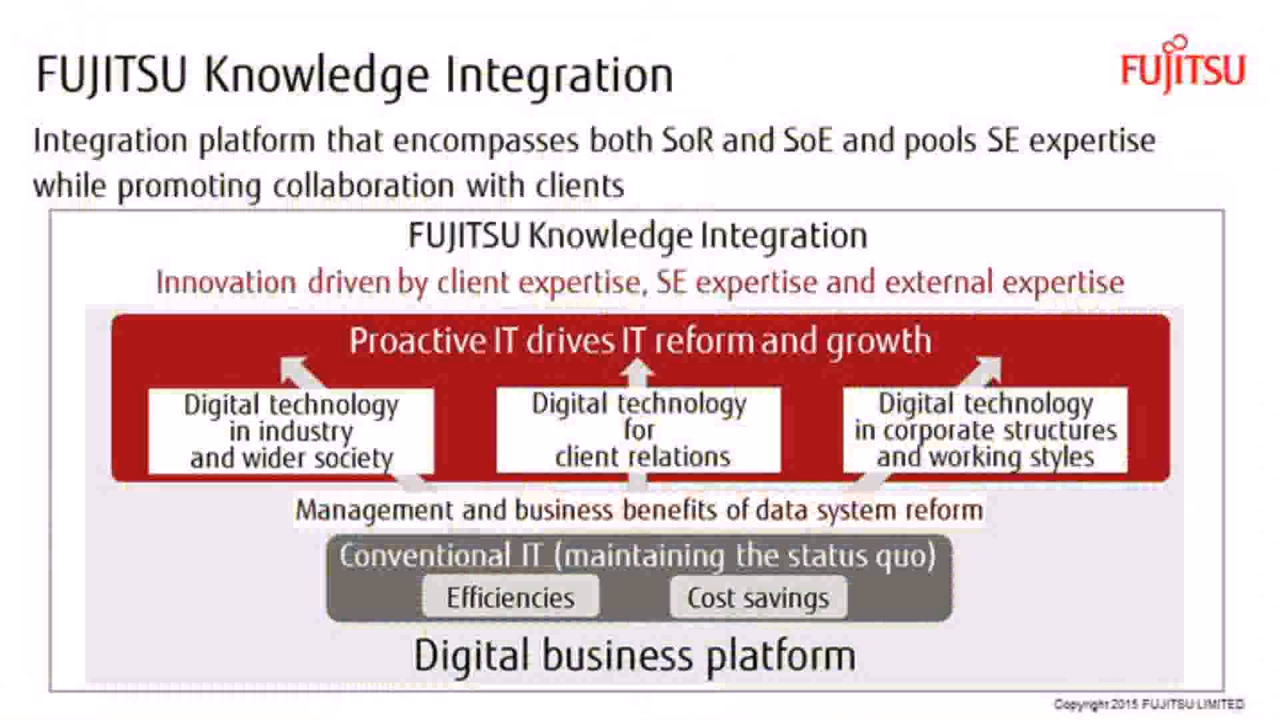 FUJITSU Knowledge Integration
FUJITSU
Integration platform that encompasses both SoR and SoE and pools SE expertise
while promoting collaboration with clients
FUJITSU Knowledge Integration
Innovation driven by client expertise, SE expertise and external expertise
Proactive IT drives IT reform and growth
Digital technology
in industry
and wider society
Digital technology
for
client relations
Digital technology
in corporate structures
and working styles
Management and business benefits of data system reform
Conventional IT (maintaining the status quo)
Efficiencies
Cost savings
Digital business platform
Copyright 2015 FUJITSU LIMITED